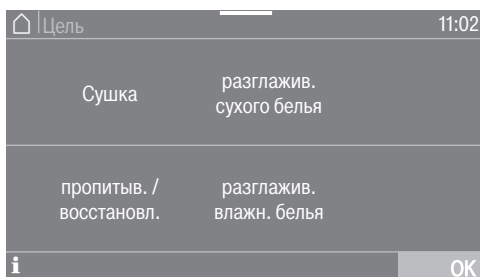 Цель 11:02
Сушка
разглажив.
сухого белья
пропитыв. /
восстановл.
разглажив.
влажн. белья
i OK